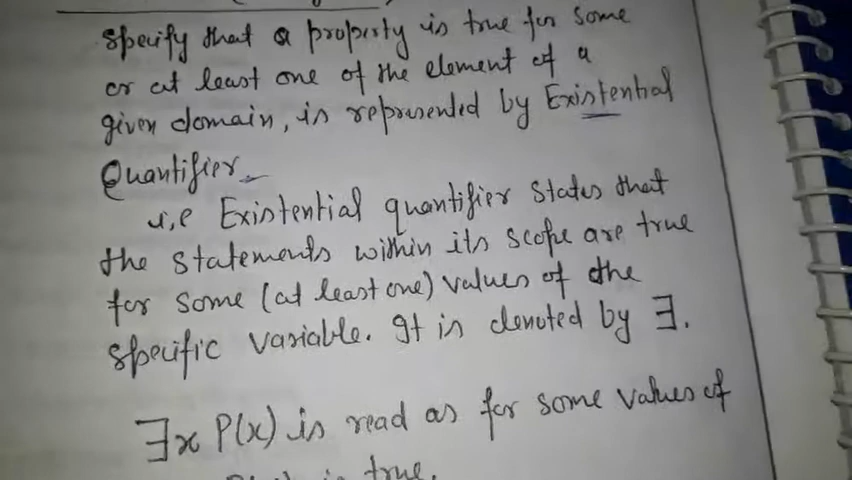 specify that a property is true for some
or at least one of the element of a
given domain, is represented by Existential
Quantifier.
i,e Existential quantifier states that
the statements within its scope are true
for some (at least one) values of the
specific variable. It is denoted by ∃.
∃x P(x) is read as for some values of
is true.